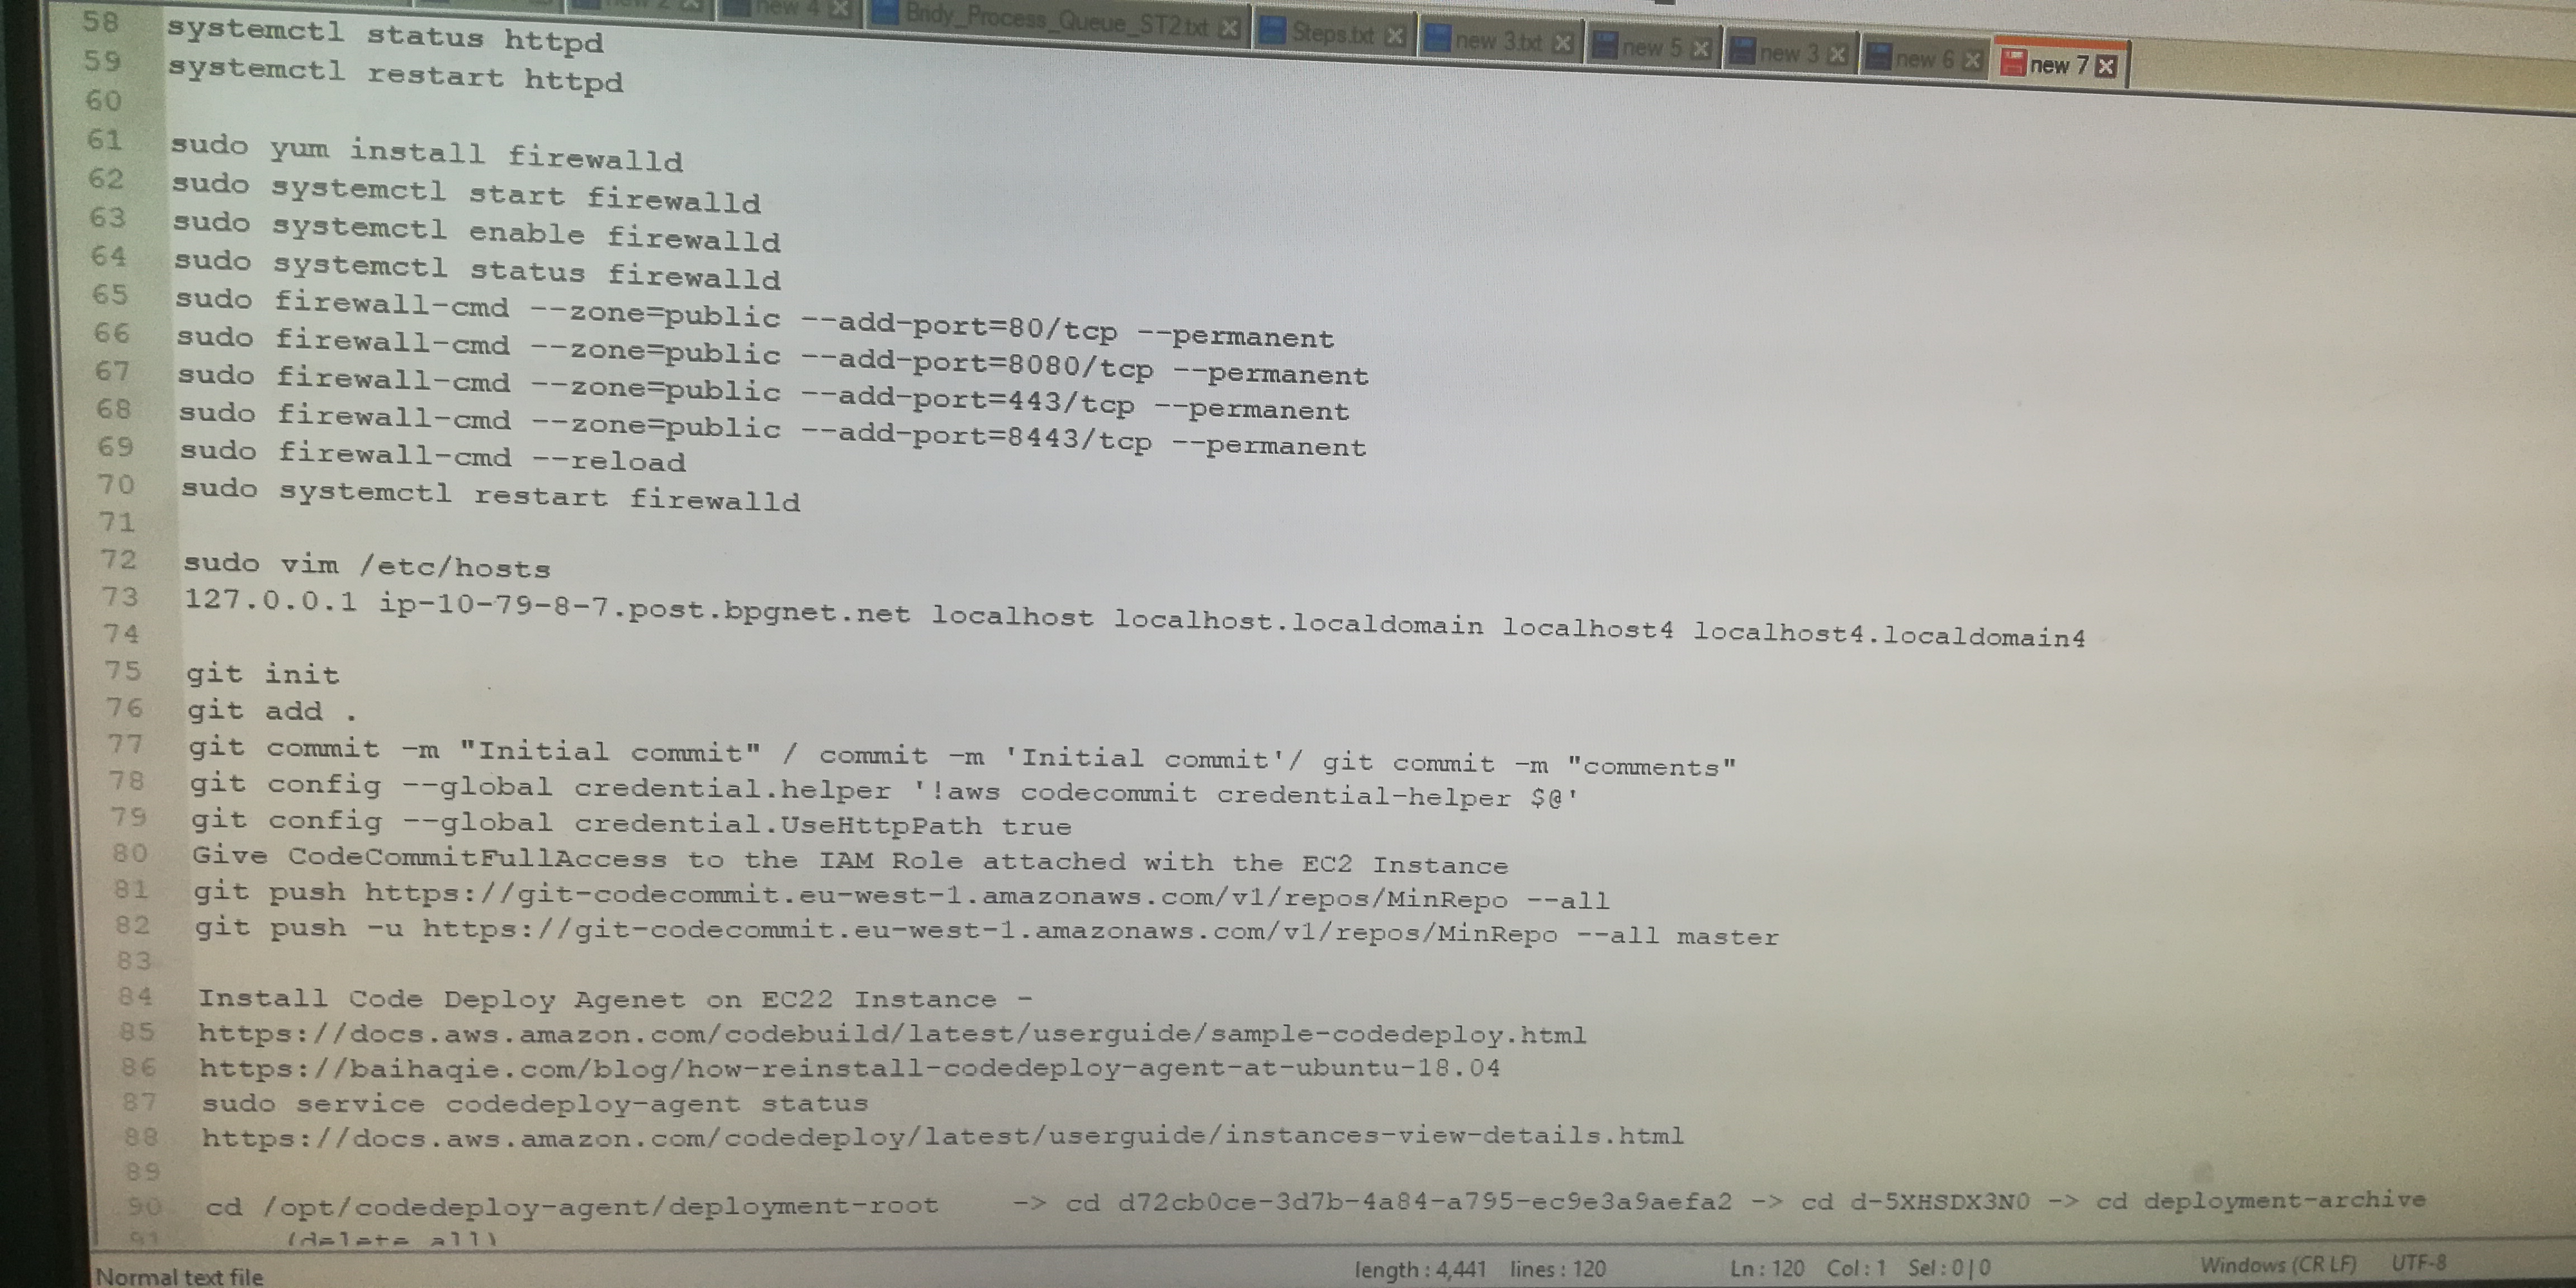 new 2
new 4
Bndy_Process_Queue_ST2.txt
Steps.txt
new 3.txt
new 5
new 3
new 6
new 7
58 systemctl status httpd
59 systemctl restart httpd
60
61 sudo yum install firewalld
62 sudo systemctl start firewalld
63 sudo systemctl enable firewalld
64 sudo systemctl status firewalld
65 sudo firewall-cmd --zone=public --add-port=80/tcp --permanent
66 sudo firewall-cmd --zone=public --add-port=8080/tcp --permanent
67 sudo firewall-cmd --zone=public --add-port=443/tcp --permanent
68 sudo firewall-cmd --zone=public --add-port=8443/tcp --permanent
69 sudo firewall-cmd --reload
70 sudo systemctl restart firewalld
71
72 sudo vim /etc/hosts
73 127.0.0.1 ip-10-79-8-7.post.bpgnet.net localhost localhost.localdomain localhost4 localhost4.localdomain4
74
75 git init
76 git add .
77 git commit -m "Initial commit" / commit -m 'Initial commit'/ git commit -m "comments"
78 git config --global credential.helper '!aws codecommit credential-helper $@'
79 git config --global credential.UseHttpPath true
80 Give CodeCommitFullAccess to the IAM Role attached with the EC2 Instance
81 git push https://git-codecommit.eu-west-1.amazonaws.com/v1/repos/MinRepo --all
82 git push -u https://git-codecommit.eu-west-1.amazonaws.com/v1/repos/MinRepo --all master
83
84 Install Code Deploy Agenet on EC22 Instance -
85 https://docs.aws.amazon.com/codebuild/latest/userguide/sample-codedeploy.html
86 https://baihaqie.com/blog/how-reinstall-codedeploy-agent-at-ubuntu-18.04
87 sudo service codedeploy-agent status
88 https://docs.aws.amazon.com/codedeploy/latest/userguide/instances-view-details.html
89
90 cd /opt/codedeploy-agent/deployment-root -> cd d72cb0ce-3d7b-4a84-a795-ec9e3a9aefa2 -> cd d-5XHSDX3N0 -> cd deployment-archive
91 (delete all)
Normal text file length : 4,441 lines : 120 Ln : 120 Col : 1 Sel : 0 | 0 Windows (CR LF) UTF-8